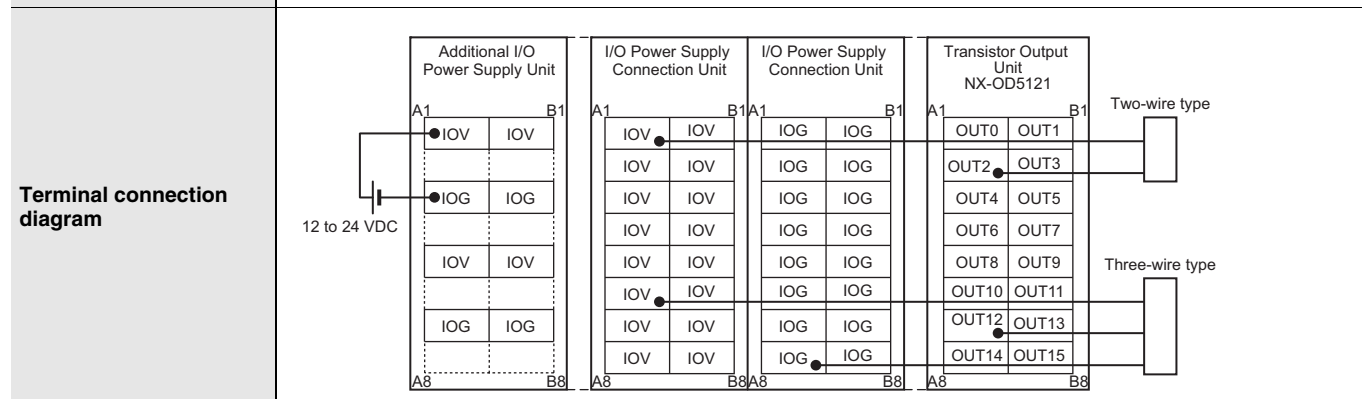 Terminal connection
diagram
Additional I/O
Power Supply Unit
I/O Power Supply
Connection Unit
I/O Power Supply
Connection Unit
Transistor Output
Unit
NX-OD5121
A1 B1 A1 B1 A1 B1 A1 B1
Two-wire type
IOV IOV IOV IOV IOG IOG OUT0 OUT1
IOV IOV IOG IOG OUT2 OUT3
IOG IOG IOV IOV IOG IOG OUT4 OUT5
12 to 24 VDC
IOV IOV IOG IOG OUT6 OUT7
IOV IOV IOV IOV IOG IOG OUT8 OUT9
Three-wire type
IOV IOV IOG IOG OUT10 OUT11
IOG IOG IOV IOV IOG IOG OUT12 OUT13
IOV IOV IOG IOG OUT14 OUT15
A8 B8 A8 B8 A8 B8 A8 B8